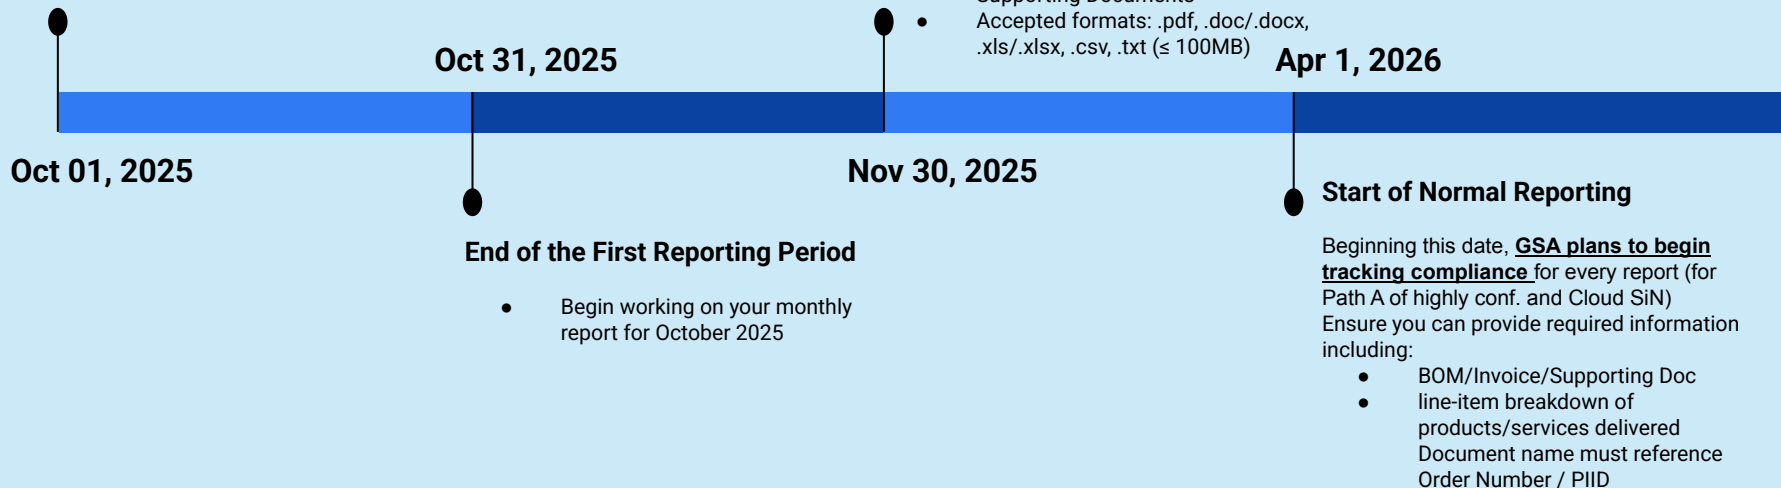 Supporting Documents
● Accepted formats: .pdf, .doc/.docx,
.xls/.xlsx, .csv, .txt (≤ 100MB)
Oct 31, 2025
Apr 1, 2026
Oct 01, 2025
Nov 30, 2025
End of the First Reporting Period
● Begin working on your monthly
report for October 2025
Start of Normal Reporting
Beginning this date, GSA plans to begin
tracking compliance for every report (for
Path A of highly conf. and Cloud SiN)
Ensure you can provide required information
including:
● BOM/Invoice/Supporting Doc
● line-item breakdown of
products/services delivered
Document name must reference
Order Number / PIID